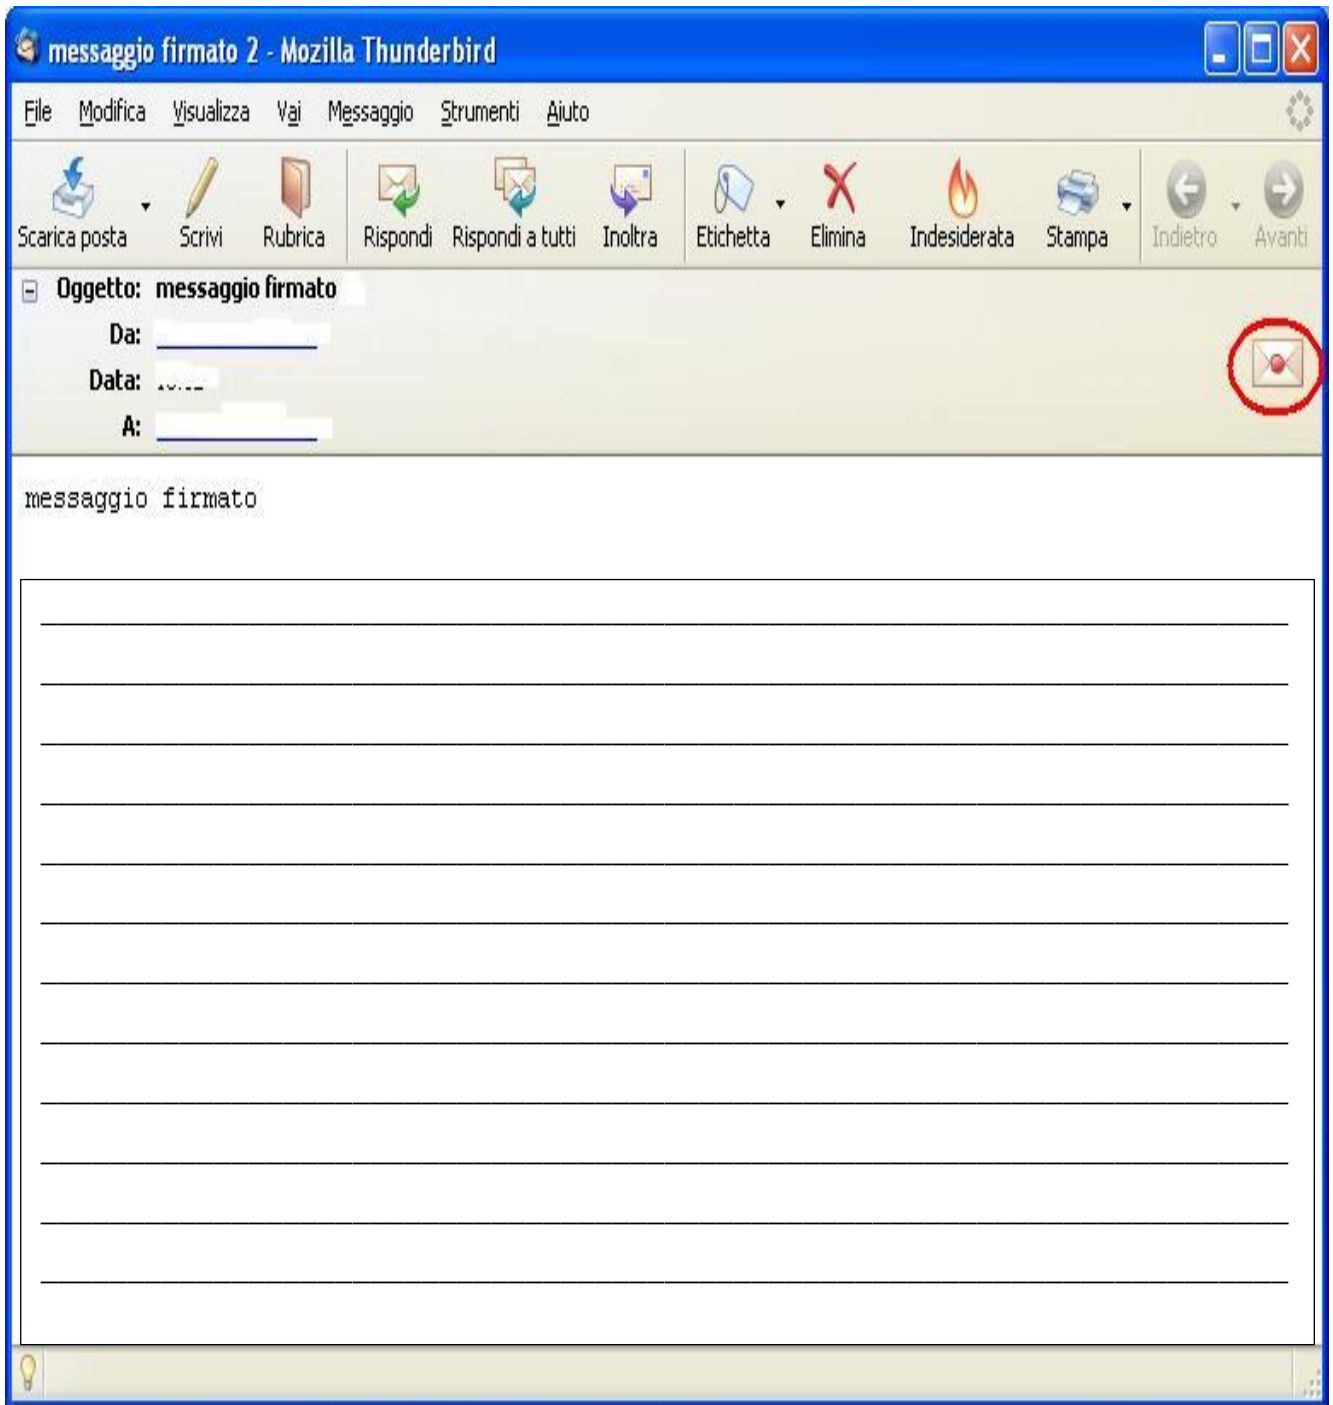 messaggio firmato 2 - Mozilla Thunderbird
File Modifica Visualizza Vai Messaggio Strumenti Aiuto
Scarica posta Scrivi Rubrica Rispondi Rispondi a tutti Inoltra Etichetta Elimina Indesiderata Stampa Indietro Avanti
Oggetto: messaggio firmato
Da:
Data:
A:
messaggio firmato